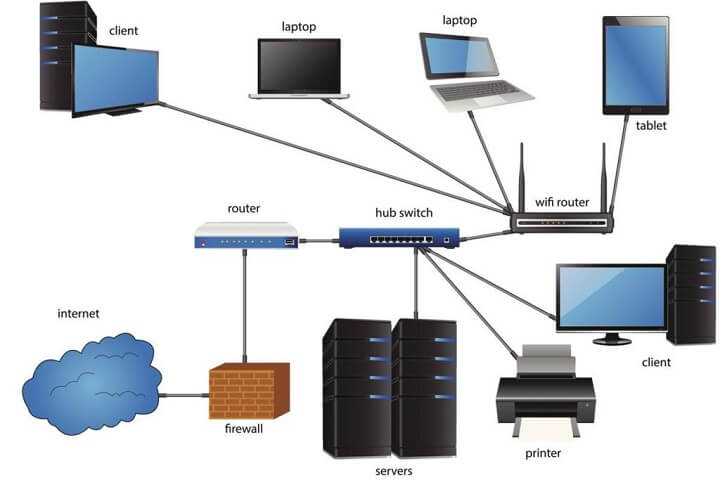 client
laptop
laptop
tablet
wifi router
router
hub switch
internet
client
firewall
printer
servers